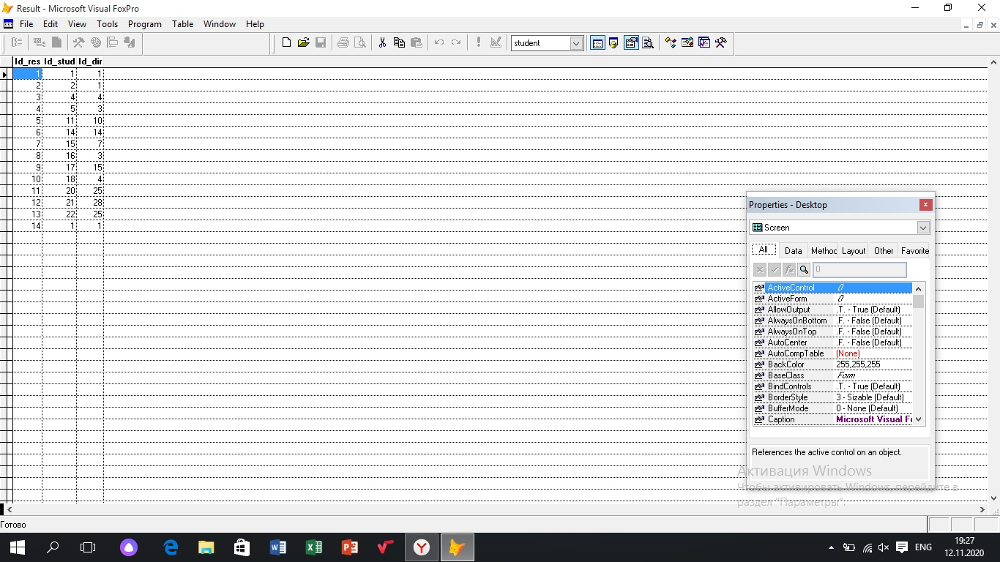 Result - Microsoft Visual FoxPro
File Edit View Tools Program Table Window Help
student
Id_res Id_stud Id_dir
1 1 1
2 2 1
3 4 4
4 5 3
5 11 10
6 14 14
7 15 7
8 16 3
9 17 15
10 18 4
11 20 25
12 21 28
13 22 25
14 1 1
Properties - Desktop
Screen
All Data Methoc Layout Other Favorite
0
ActiveControl 0
ActiveForm 0
AllowOutput .T. - True (Default)
AlwaysOnBottom .F. - False (Default)
AlwaysOnTop .F. - False (Default)
AutoCenter .F. - False (Default)
AutoCompTable (None)
BackColor 255,255,255
BaseClass Form
BindControls .T. - True (Default)
BorderStyle 3 - Sizable (Default)
BufferMode 0 - None (Default)
Caption Microsoft Visual Fo
References the active control on an object.
Активация Windows
Чтобы активировать Windows, перейдите в
раздел "Параметры".
Готово
ENG
19:27
12.11.2020